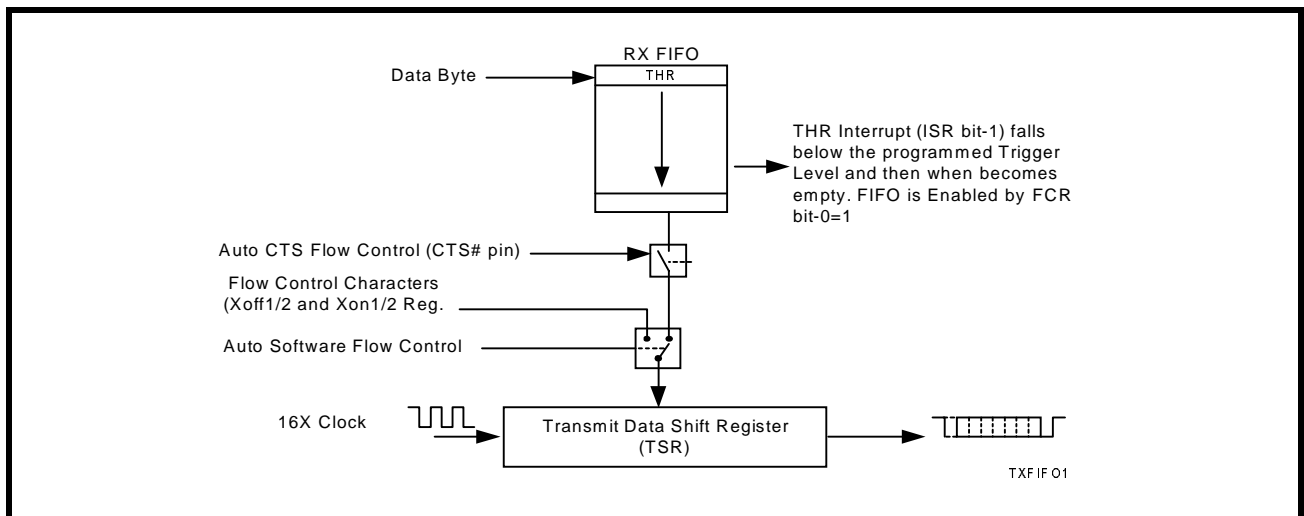 RX FIFO
Data Byte
THR
THR Interrupt (ISR bit-1) falls
below the programmed Trigger
Level and then when becomes
empty. FIFO is Enabled by FCR
bit-0=1
Auto CTS Flow Control (CTS# pin)
Flow Control Characters
(Xoff1/2 and Xon1/2 Reg.
Auto Software Flow Control
16X Clock
Transmit Data Shift Register
(TSR)
TXFIFO1